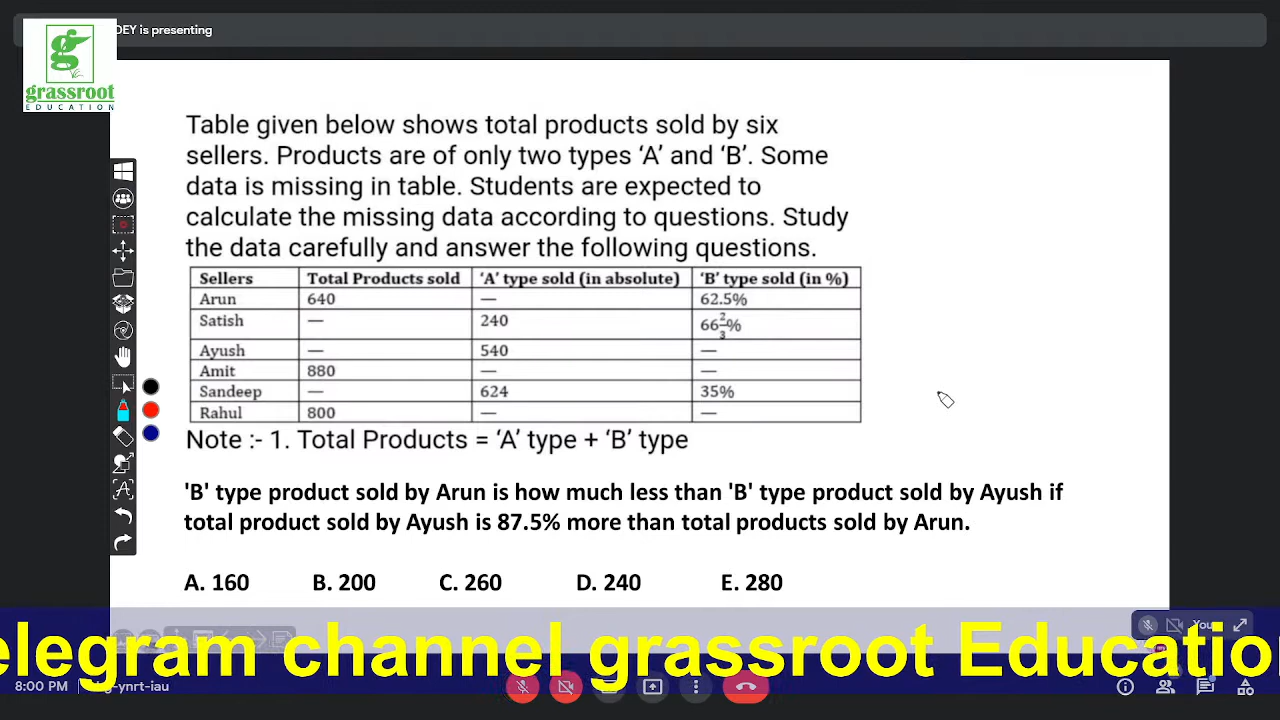 DEY is presenting
g
grassroot
EDUCATION
Table given below shows total products sold by six
sellers. Products are of only two types ‘A’ and ‘B’. Some
data is missing in table. Students are expected to
calculate the missing data according to questions. Study
the data carefully and answer the following questions.
Sellers Total Products sold ‘A’ type sold (in absolute) ‘B’ type sold (in %)
Arun 640 — 62.5%
Satish — 240 66 2/3%
Ayush — 540 —
Amit 880 — —
Sandeep — 624 35%
Rahul 800 — —
Note :- 1. Total Products = ‘A’ type + ‘B’ type
'B' type product sold by Arun is how much less than 'B' type product sold by Ayush if
total product sold by Ayush is 87.5% more than total products sold by Arun.
A. 160 B. 200 C. 260 D. 240 E. 280
You
elegram channel grassroot Educatio
8:00 PM -ynrt-iau